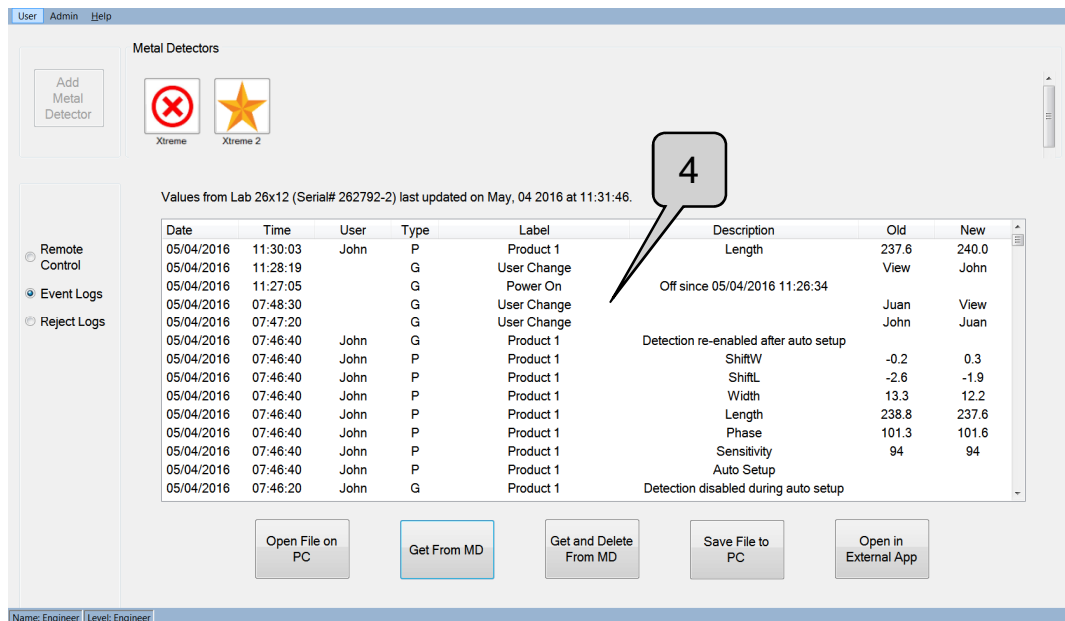 User Admin Help
Metal Detectors
Add
Metal
Detector
Xtreme Xtreme 2
4
Values from Lab 26x12 (Serial# 262792-2) last updated on May, 04 2016 at 11:31:46.
Date Time User Type Label Description Old New
05/04/2016 11:30:03 John P Product 1 Length 237.6 240.0
05/04/2016 11:28:19 G User Change View John
05/04/2016 11:27:05 G Power On Off since 05/04/2016 11:26:34
05/04/2016 07:48:30 G User Change Juan View
05/04/2016 07:47:20 G User Change John Juan
05/04/2016 07:46:40 John G Product 1 Detection re-enabled after auto setup
05/04/2016 07:46:40 John P Product 1 ShiftW -0.2 0.3
05/04/2016 07:46:40 John P Product 1 ShiftL -2.6 -1.9
05/04/2016 07:46:40 John P Product 1 Width 13.3 12.2
05/04/2016 07:46:40 John P Product 1 Length 238.8 237.6
05/04/2016 07:46:40 John P Product 1 Phase 101.3 101.6
05/04/2016 07:46:40 John P Product 1 Sensitivity 94 94
05/04/2016 07:46:40 John P Product 1 Auto Setup
05/04/2016 07:46:20 John G Product 1 Detection disabled during auto setup
Remote
Control
Event Logs
Reject Logs
Open File on
PC
Get From MD
Get and Delete
From MD
Save File to
PC
Open in
External App
Name: Engineer Level: Engineer